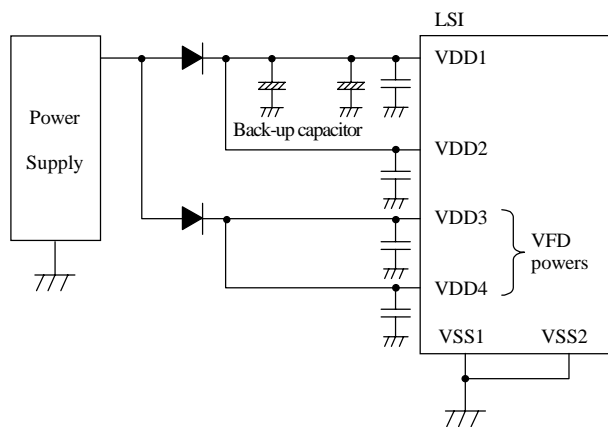 LSI
VDD1
Power
Supply
Back-up capacitor
VDD2
VDD3
VFD
powers
VDD4
VSS1 VSS2